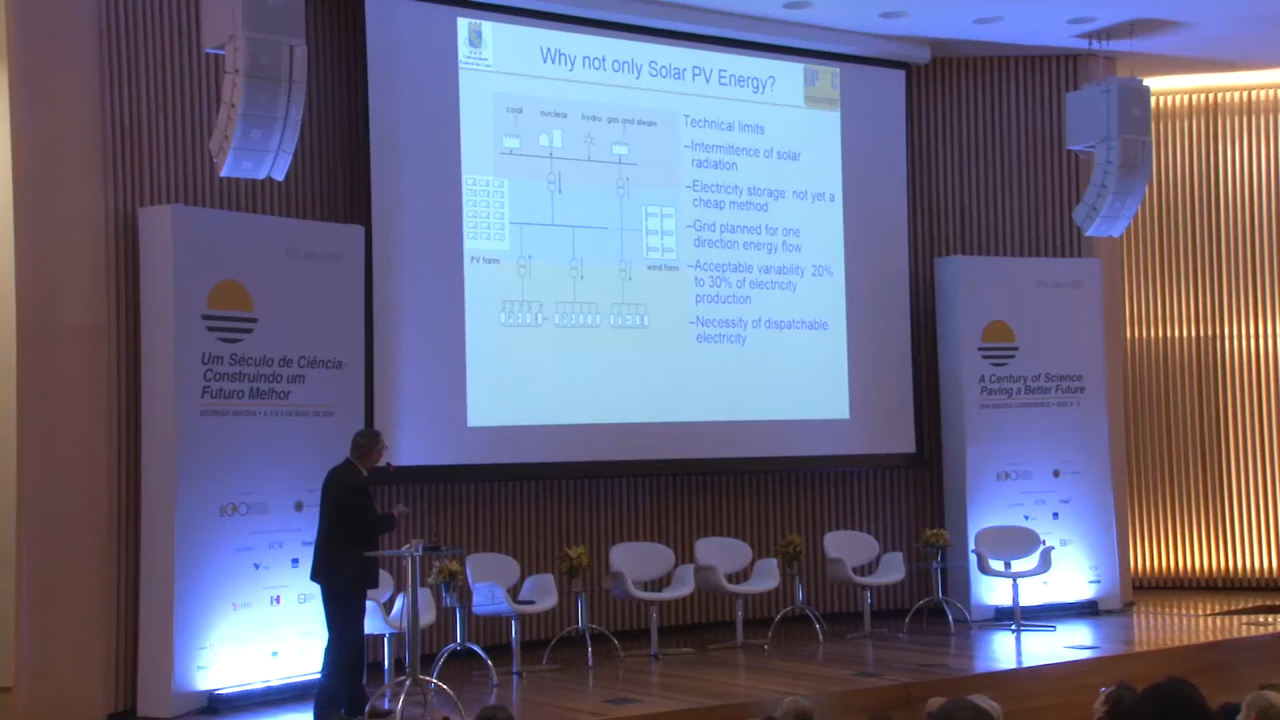 Why not only Solar PV Energy?
coal
nuclear
hydro
gas and steam
PV farm
wind farm
Technical limits
–Intermittence of solar
radiation
–Electricity storage: not yet a
cheap method
–Grid planned for one
direction energy flow
–Acceptable variability: 20%
to 30% of electricity
production.
–Necessity of dispatchable
electricity
Um Século de Ciência:
Construindo um
Futuro Melhor
A Century of Science:
Paving a Better Future